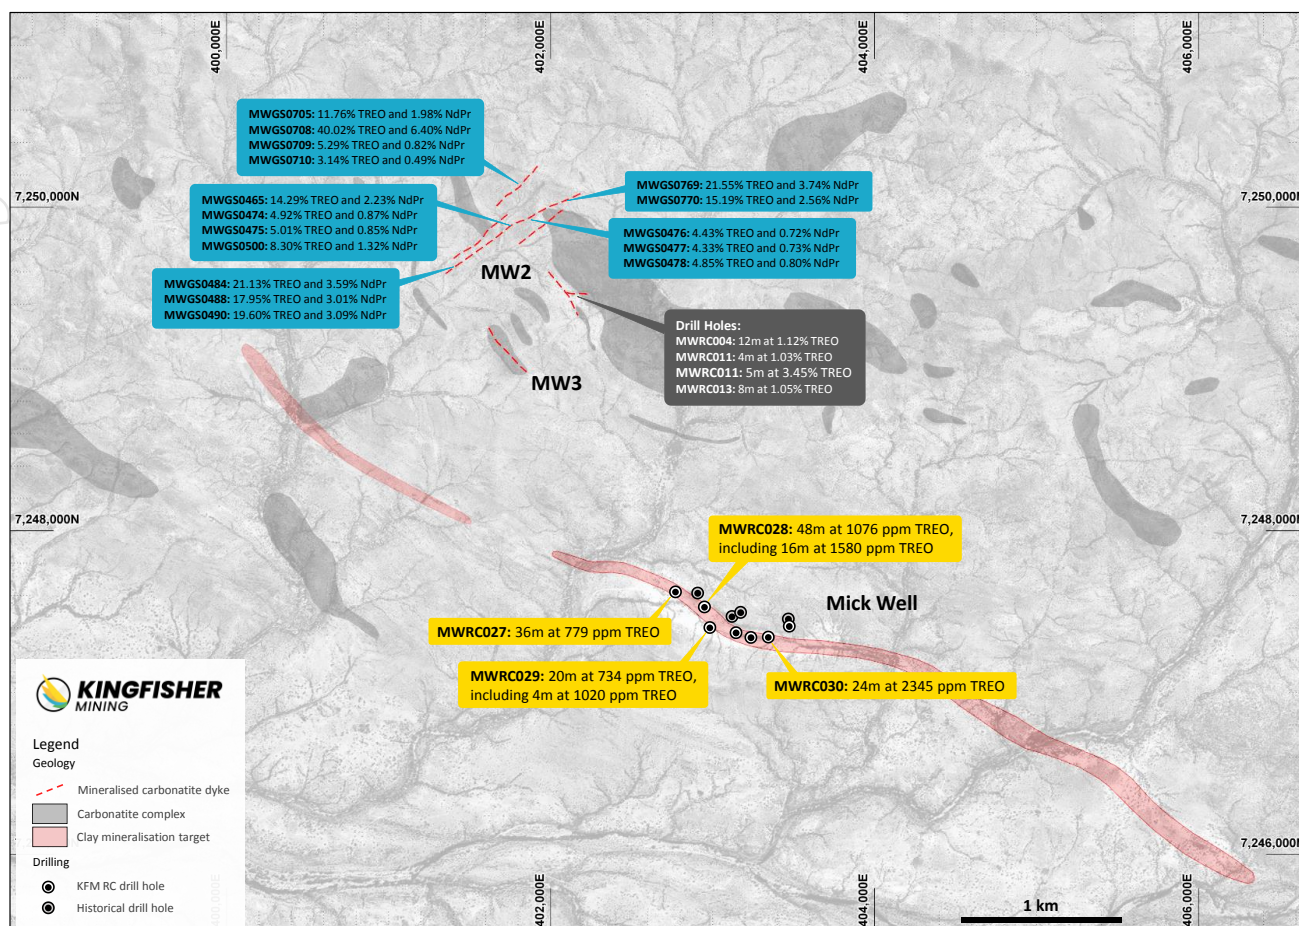 400,000E
402,000E
404,000E
406,000E
MWGS0705: 11.76% TREO and 1.98% NdPr
MWGS0708: 40.02% TREO and 6.40% NdPr
MWGS0709: 5.29% TREO and 0.82% NdPr
MWGS0710: 3.14% TREO and 0.49% NdPr
7,250,000N
7,250,000N
MWGS0465: 14.29% TREO and 2.23% NdPr
MWGS0474: 4.92% TREO and 0.87% NdPr
MWGS0475: 5.01% TREO and 0.85% NdPr
MWGS0500: 8.30% TREO and 1.32% NdPr
MWGS0769: 21.55% TREO and 3.74% NdPr
MWGS0770: 15.19% TREO and 2.56% NdPr
MWGS0476: 4.43% TREO and 0.72% NdPr
MWGS0477: 4.33% TREO and 0.73% NdPr
MWGS0478: 4.85% TREO and 0.80% NdPr
MW2
MWGS0484: 21.13% TREO and 3.59% NdPr
MWGS0488: 17.95% TREO and 3.01% NdPr
MWGS0490: 19.60% TREO and 3.09% NdPr
Drill Holes:
MWRC004: 12m at 1.12% TREO
MWRC011: 4m at 1.03% TREO
MWRC011: 5m at 3.45% TREO
MWRC013: 8m at 1.05% TREO
MW3
7,248,000N
7,248,000N
MWRC028: 48m at 1076 ppm TREO,
including 16m at 1580 ppm TREO
Mick Well
MWRC027: 36m at 779 ppm TREO
MWRC029: 20m at 734 ppm TREO,
including 4m at 1020 ppm TREO
MWRC030: 24m at 2345 ppm TREO
KINGFISHER
MINING
Legend
Geology
Mineralised carbonatite dyke
Carbonatite complex
Clay mineralisation target
Drilling
KFM RC drill hole
Historical drill hole
7,246,000N
7,246,000N
400,000E
402,000E
404,000E
406,000E
1 km